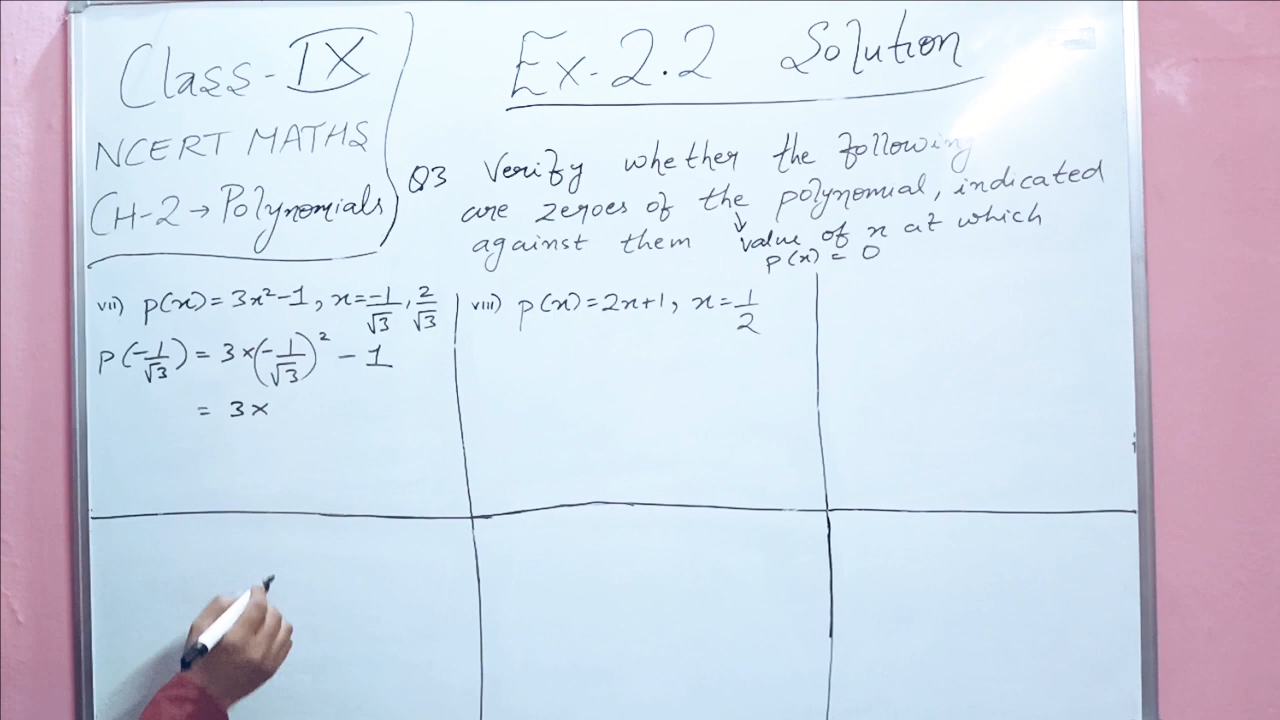 Class-IX
NCERT MATHS
CH-2→Polynomials
Ex-2.2 Solution
Q3 Verify whether the following
are zeroes of the polynomial, indicated
against them
↓
value of x at which
p(x) = 0
vii) p(x)=3x²-1, x=-1/√3, 2/√3
p(-1/√3) = 3×(-1/√3)² - 1
= 3×
viii) p(x)=2x+1, x=1/2